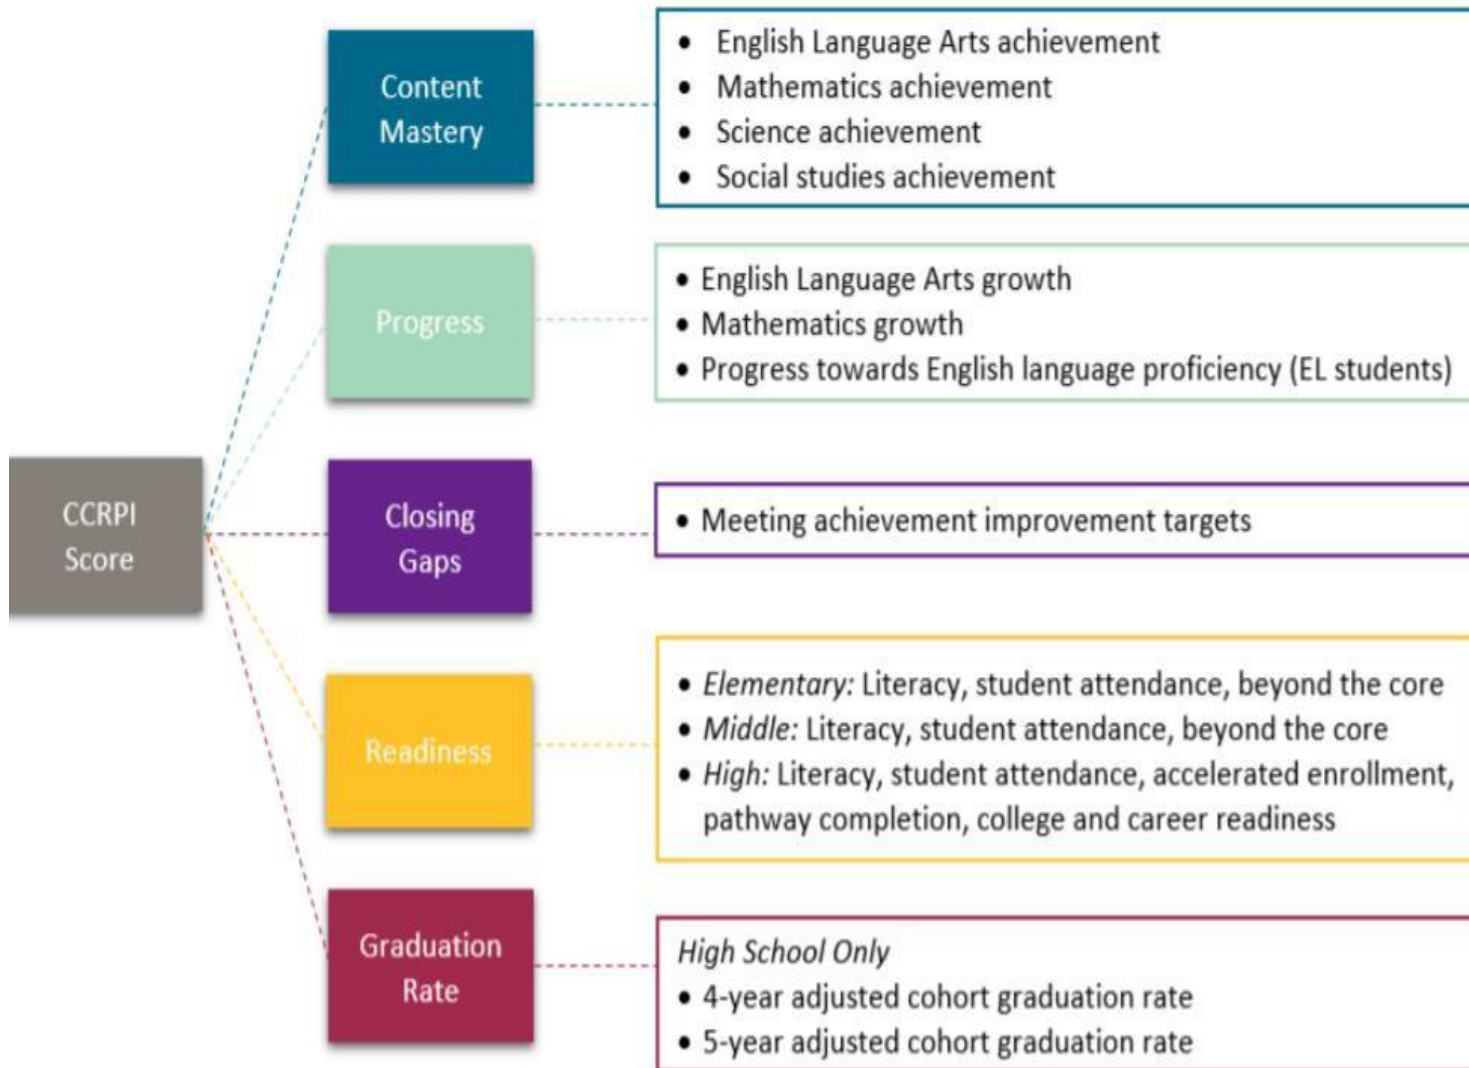 Content
Mastery
• English Language Arts achievement
• Mathematics achievement
• Science achievement
• Social studies achievement
Progress
• English Language Arts growth
• Mathematics growth
• Progress towards English language proficiency (EL students)
CCRPI
Score
Closing
Gaps
• Meeting achievement improvement targets
Readiness
• Elementary: Literacy, student attendance, beyond the core
• Middle: Literacy, student attendance, beyond the core
• High: Literacy, student attendance, accelerated enrollment,
pathway completion, college and career readiness
Graduation
Rate
High School Only
• 4-year adjusted cohort graduation rate
• 5-year adjusted cohort graduation rate